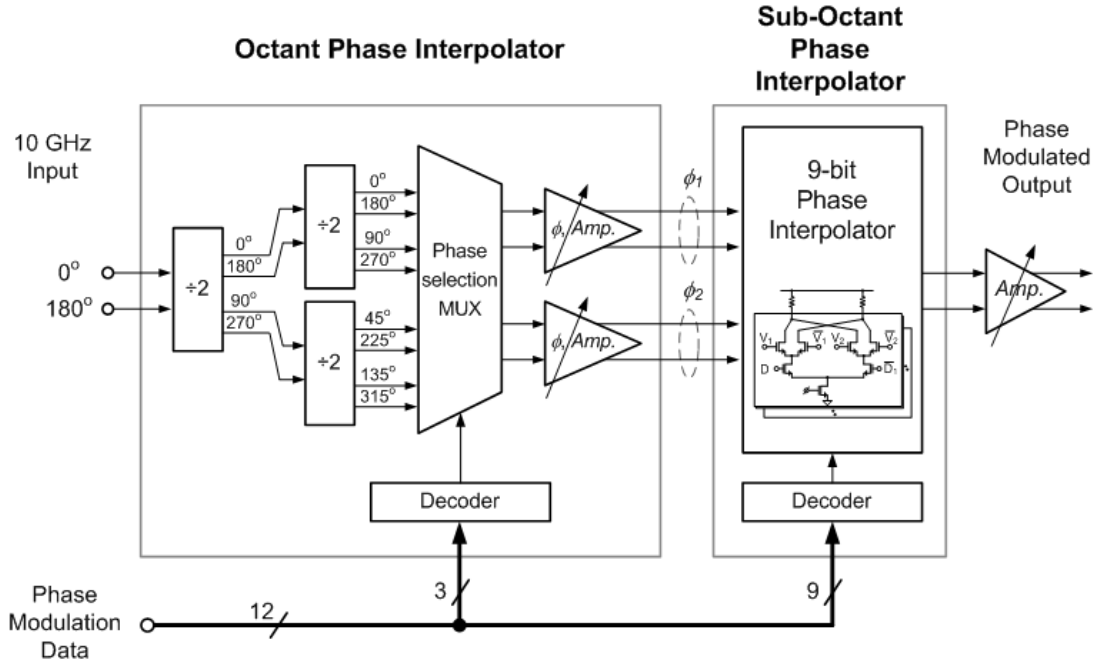 Octant Phase Interpolator
Sub-Octant
Phase
Interpolator
10 GHz
Input
0°
180°
÷2
0°
180°
90°
270°
÷2
0°
180°
90°
270°
÷2
45°
225°
135°
315°
Phase
selection
MUX
ϕ, Amp.
ϕ, Amp.
ϕ1
ϕ2
9-bit
Phase
Interpolator
V1
V̅1
V2
V̅2
D
D̅1
Amp.
Phase
Modulated
Output
Decoder
Decoder
3
9
12
Phase
Modulation
Data